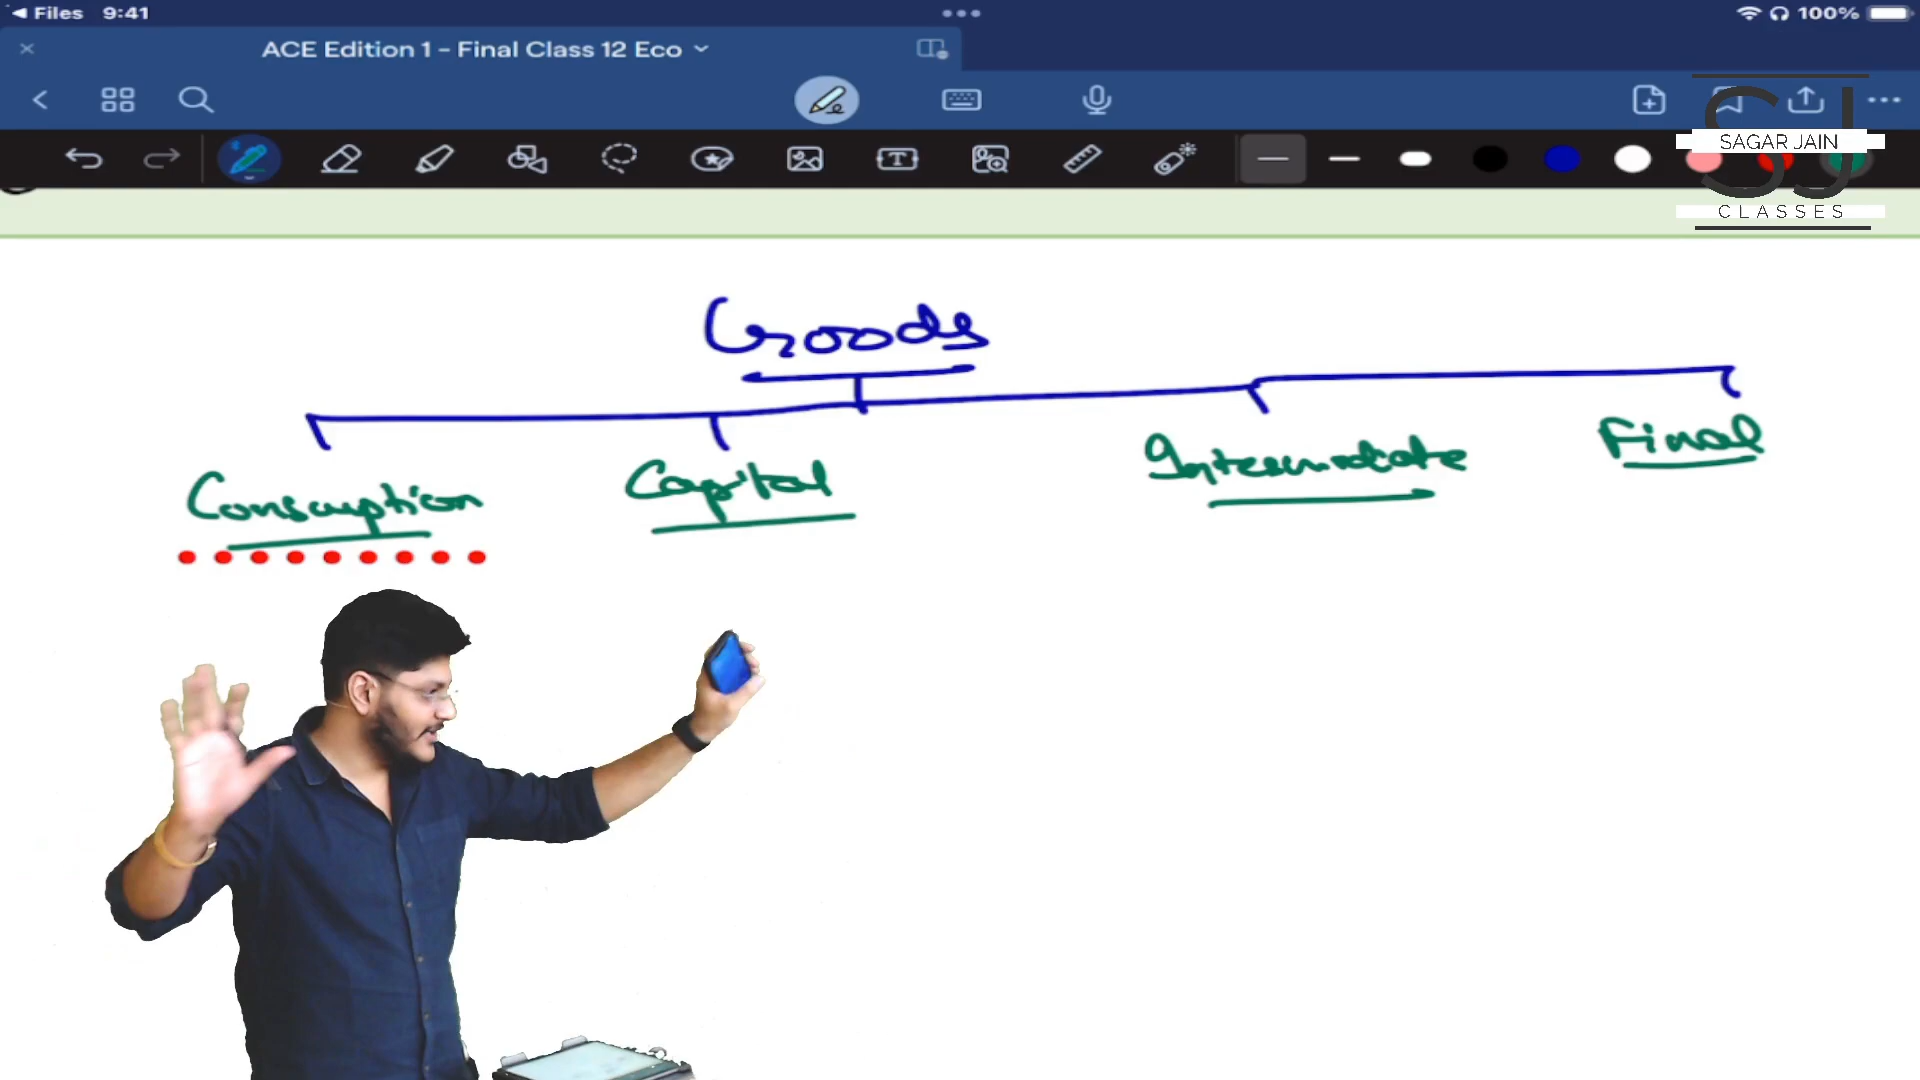 Files 9:41 100%
ACE Edition 1 - Final Class 12 Eco
SAGAR JAIN
SJ
CLASSES
Goods
Consumption Capital Intermediate Final